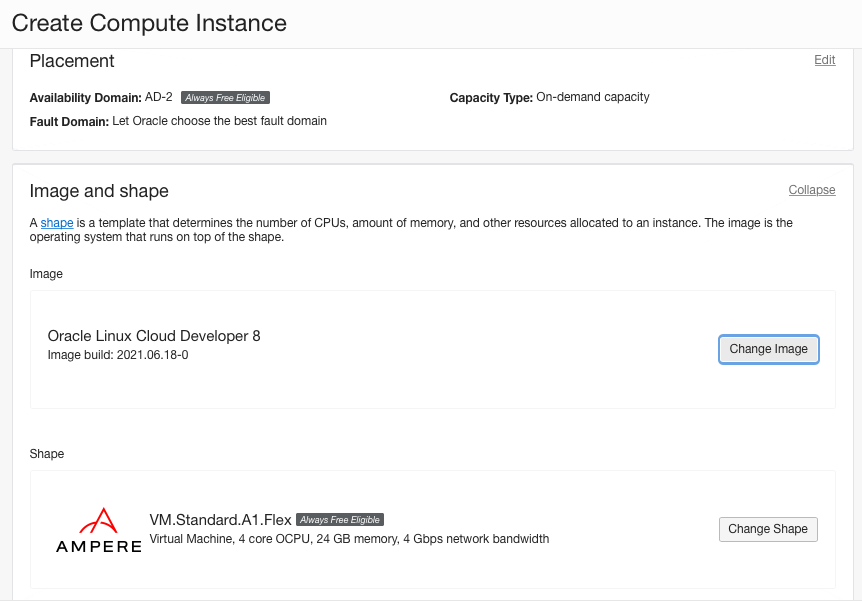 Create Compute Instance
Placement
Edit
Availability Domain: AD-2 Always Free Eligible
Capacity Type: On-demand capacity
Fault Domain: Let Oracle choose the best fault domain
Image and shape
Collapse
A shape is a template that determines the number of CPUs, amount of memory, and other resources allocated to an instance. The image is the
operating system that runs on top of the shape.
Image
Oracle Linux Cloud Developer 8
Image build: 2021.06.18-0
Change Image
Shape
AMPERE
VM.Standard.A1.Flex Always Free Eligible
Virtual Machine, 4 core OCPU, 24 GB memory, 4 Gbps network bandwidth
Change Shape